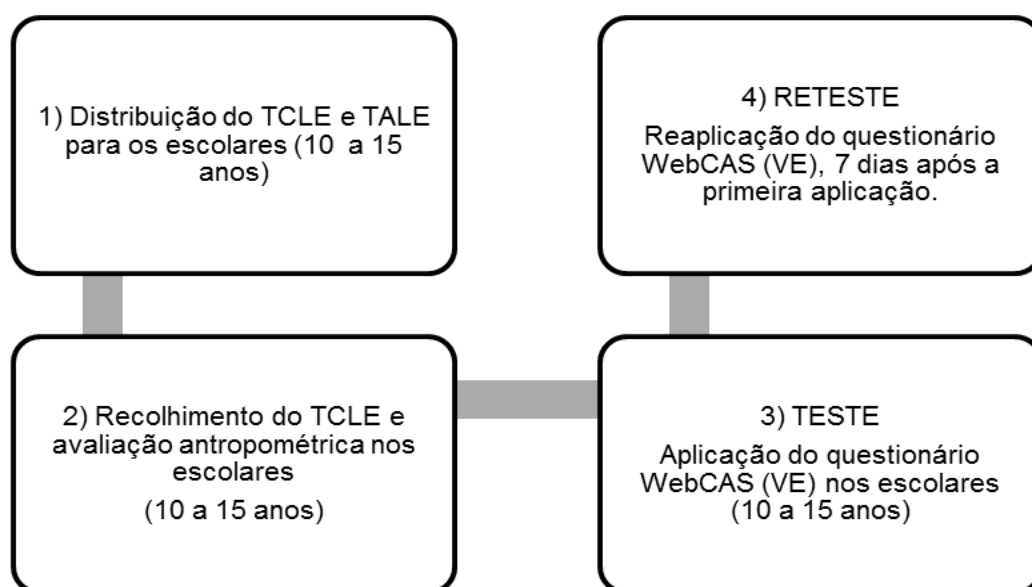 1) Distribuição do TCLE e TALE
para os escolares (10 a 15
anos)
2) Recolhimento do TCLE e
avaliação antropométrica nos
escolares
(10 a 15 anos)
3) TESTE
Aplicação do questionário
WebCAS (VE) nos escolares
(10 a 15 anos)
4) RETESTE
Reaplicação do questionário
WebCAS (VE), 7 dias após a
primeira aplicação.